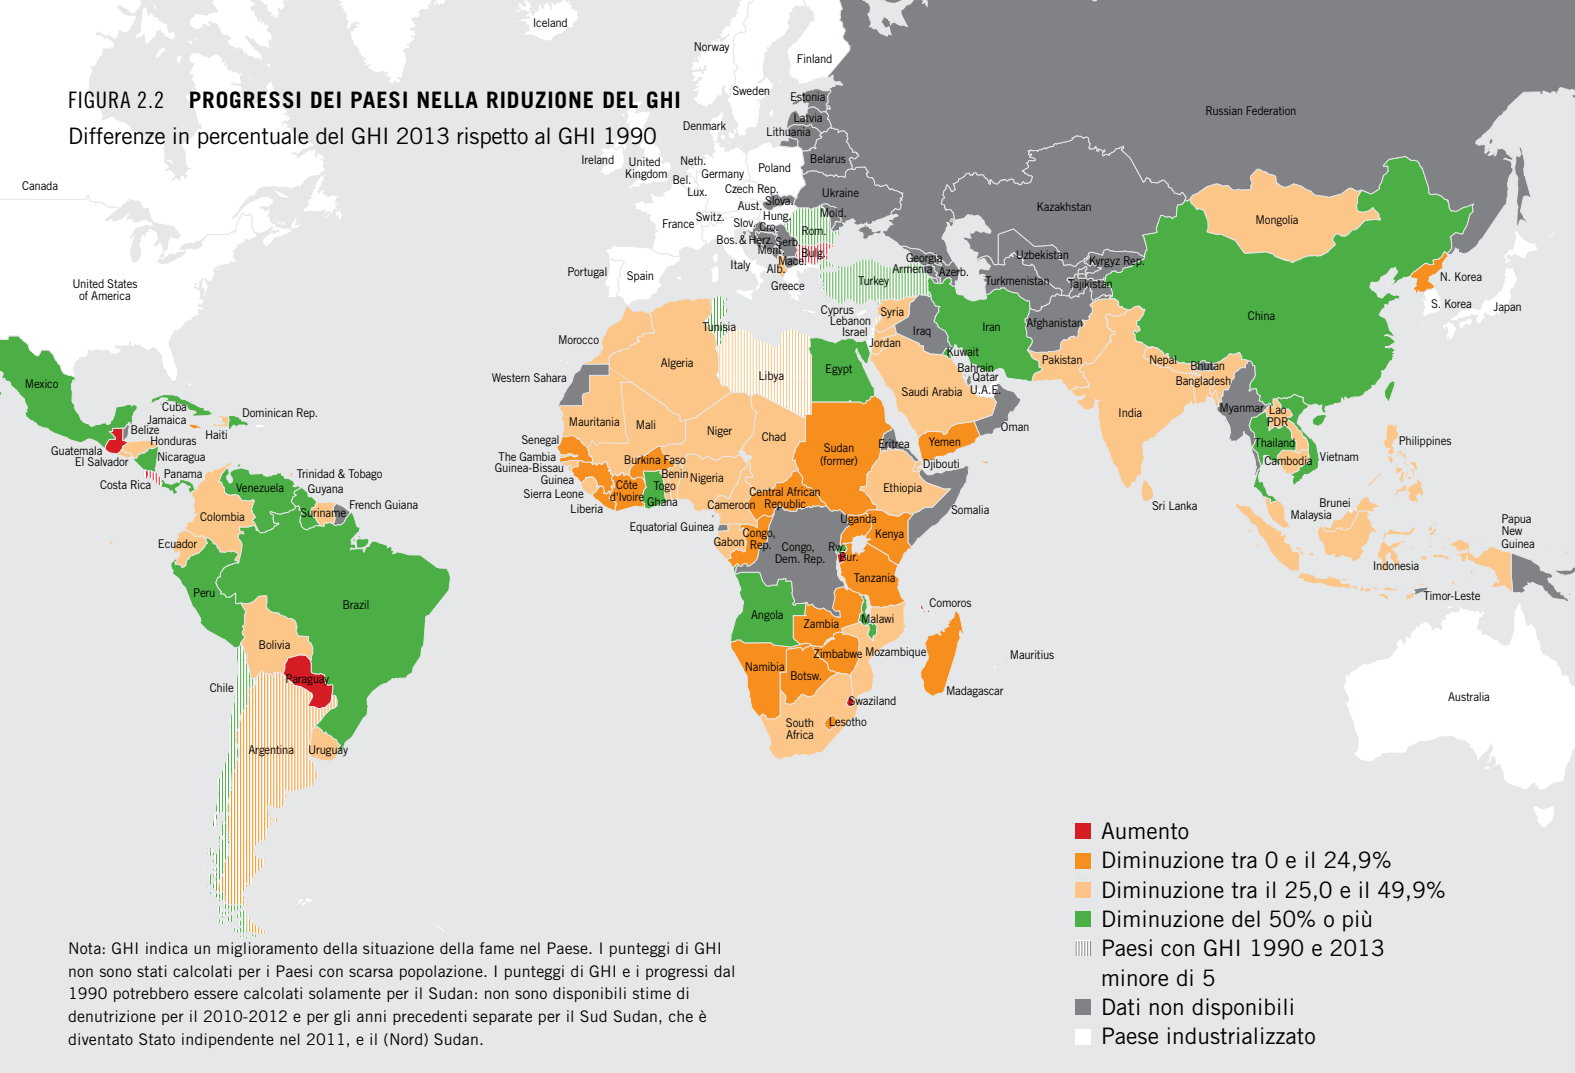 FIGURA 2.2 PROGRESSI DEI PAESI NELLA RIDUZIONE DEL GHI
Differenze in percentuale del GHI 2013 rispetto al GHI 1990
Iceland
Norway
Finland
Sweden
Estonia
Latvia
Lithuania
Denmark
Russian Federation
Ireland
United
Kingdom
Neth.
Bel.
Lux.
Germany
Poland
Belarus
Czech Rep.
Ukraine
Slova.
Aust.
Hung.
Mold.
France
Switz.
Slov.
Cro.
Rom.
Bos. & Herz.
Serb.
Mont.
Bulg.
Mace.
Italy
Alb.
Greece
Portugal
Spain
Turkey
Georgia
Armenia
Azerb.
Kazakhstan
Uzbekistan
Kyrgyz Rep.
Turkmenistan
Tajikistan
Mongolia
N. Korea
S. Korea
Japan
China
Canada
United States
of America
Mexico
Cuba
Jamaica
Belize
Honduras
Haiti
Dominican Rep.
Guatemala
El Salvador
Nicaragua
Panama
Costa Rica
Trinidad & Tobago
Guyana
French Guiana
Venezuela
Suriname
Colombia
Ecuador
Peru
Brazil
Bolivia
Paraguay
Chile
Argentina
Uruguay
Cyprus
Lebanon
Israel
Syria
Iraq
Iran
Afghanistan
Jordan
Kuwait
Bahrain
Qatar
U.A.E.
Saudi Arabia
Oman
Yemen
Pakistan
Nepal
Bhutan
Bangladesh
India
Sri Lanka
Myanmar
Lao
PDR
Thailand
Cambodia
Vietnam
Philippines
Brunei
Malaysia
Indonesia
Papua
New
Guinea
Timor-Leste
Australia
Tunisia
Morocco
Algeria
Libya
Egypt
Western Sahara
Mauritania
Mali
Niger
Chad
Sudan
(former)
Eritrea
Djibouti
Ethiopia
Somalia
Senegal
The Gambia
Guinea-Bissau
Guinea
Sierra Leone
Liberia
Burkina Faso
Côte
d'Ivoire
Benin
Togo
Ghana
Nigeria
Cameroon
Central African
Republic
Equatorial Guinea
Gabon
Congo,
Rep.
Congo,
Dem. Rep.
Uganda
Kenya
Rw.
Bur.
Tanzania
Angola
Zambia
Malawi
Comoros
Mozambique
Zimbabwe
Namibia
Botsw.
Mauritius
Madagascar
Swaziland
Lesotho
South
Africa
Aumento
Diminuzione tra 0 e il 24,9%
Diminuzione tra il 25,0 e il 49,9%
Diminuzione del 50% o più
Paesi con GHI 1990 e 2013
minore di 5
Dati non disponibili
Paese industrializzato
Nota: GHI indica un miglioramento della situazione della fame nel Paese. I punteggi di GHI
non sono stati calcolati per i Paesi con scarsa popolazione. I punteggi di GHI e i progressi dal
1990 potrebbero essere calcolati solamente per il Sudan: non sono disponibili stime di
denutrizione per il 2010-2012 e per gli anni precedenti separate per il Sud Sudan, che è
diventato Stato indipendente nel 2011, e il (Nord) Sudan.